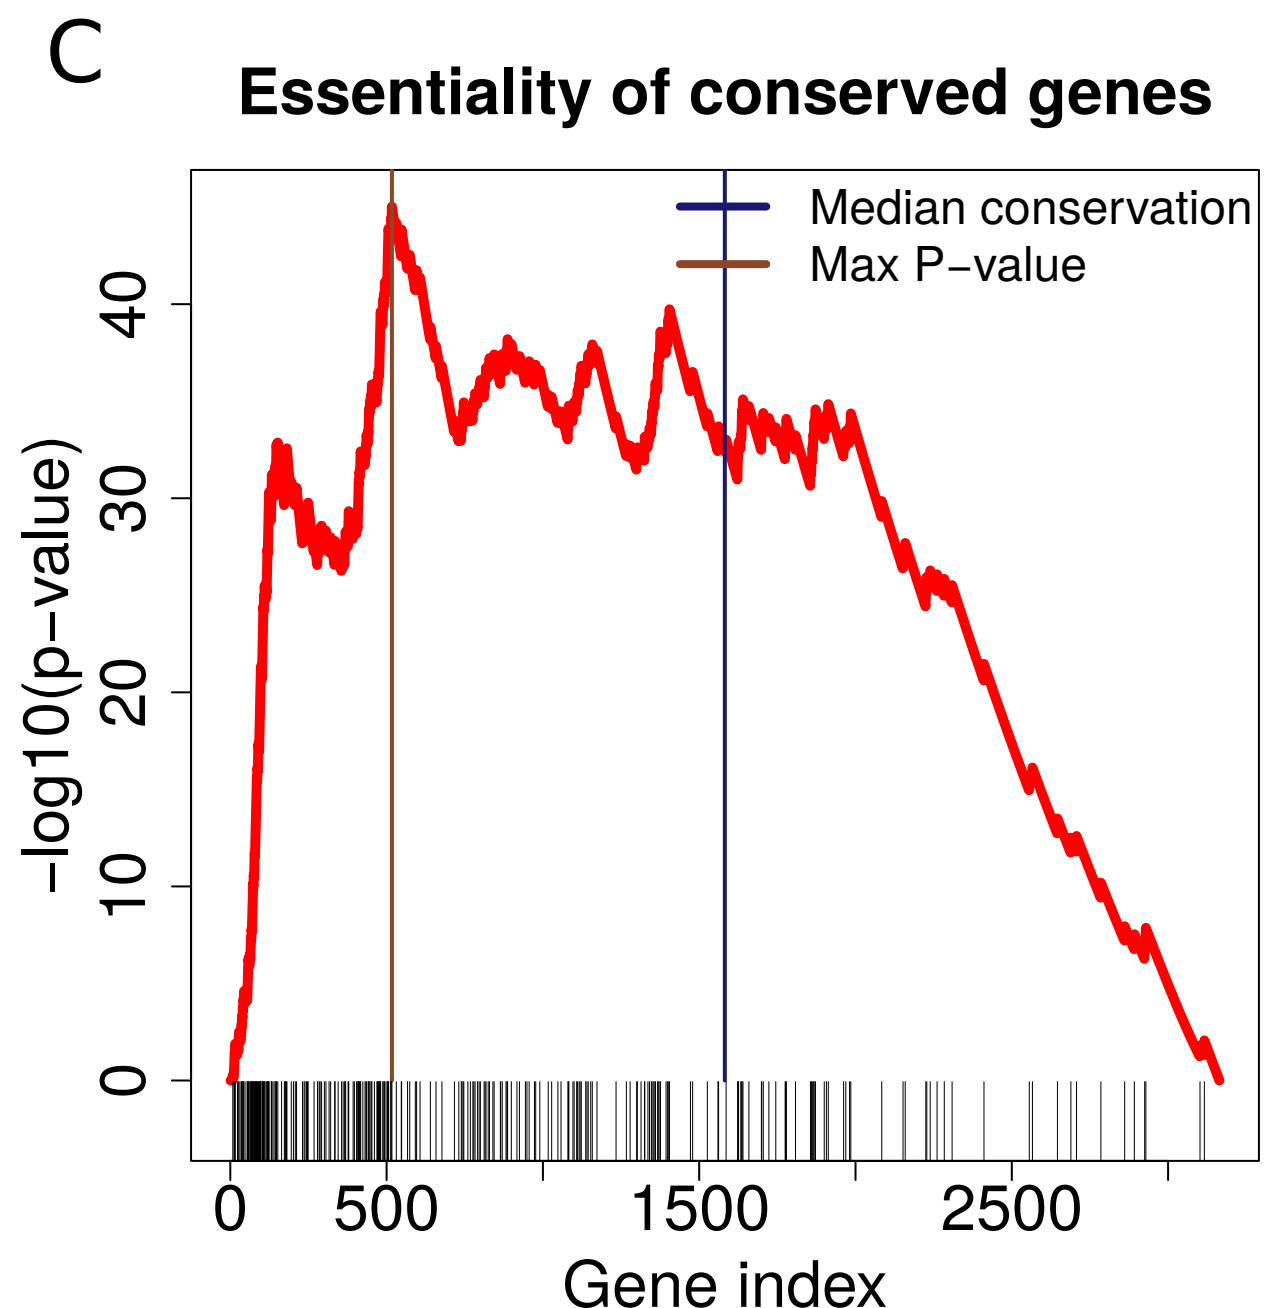 C
Essentiality of conserved genes
Median conservation
Max P−value
−log10(p−value)
40
30
20
10
0
0 500 1500 2500
Gene index